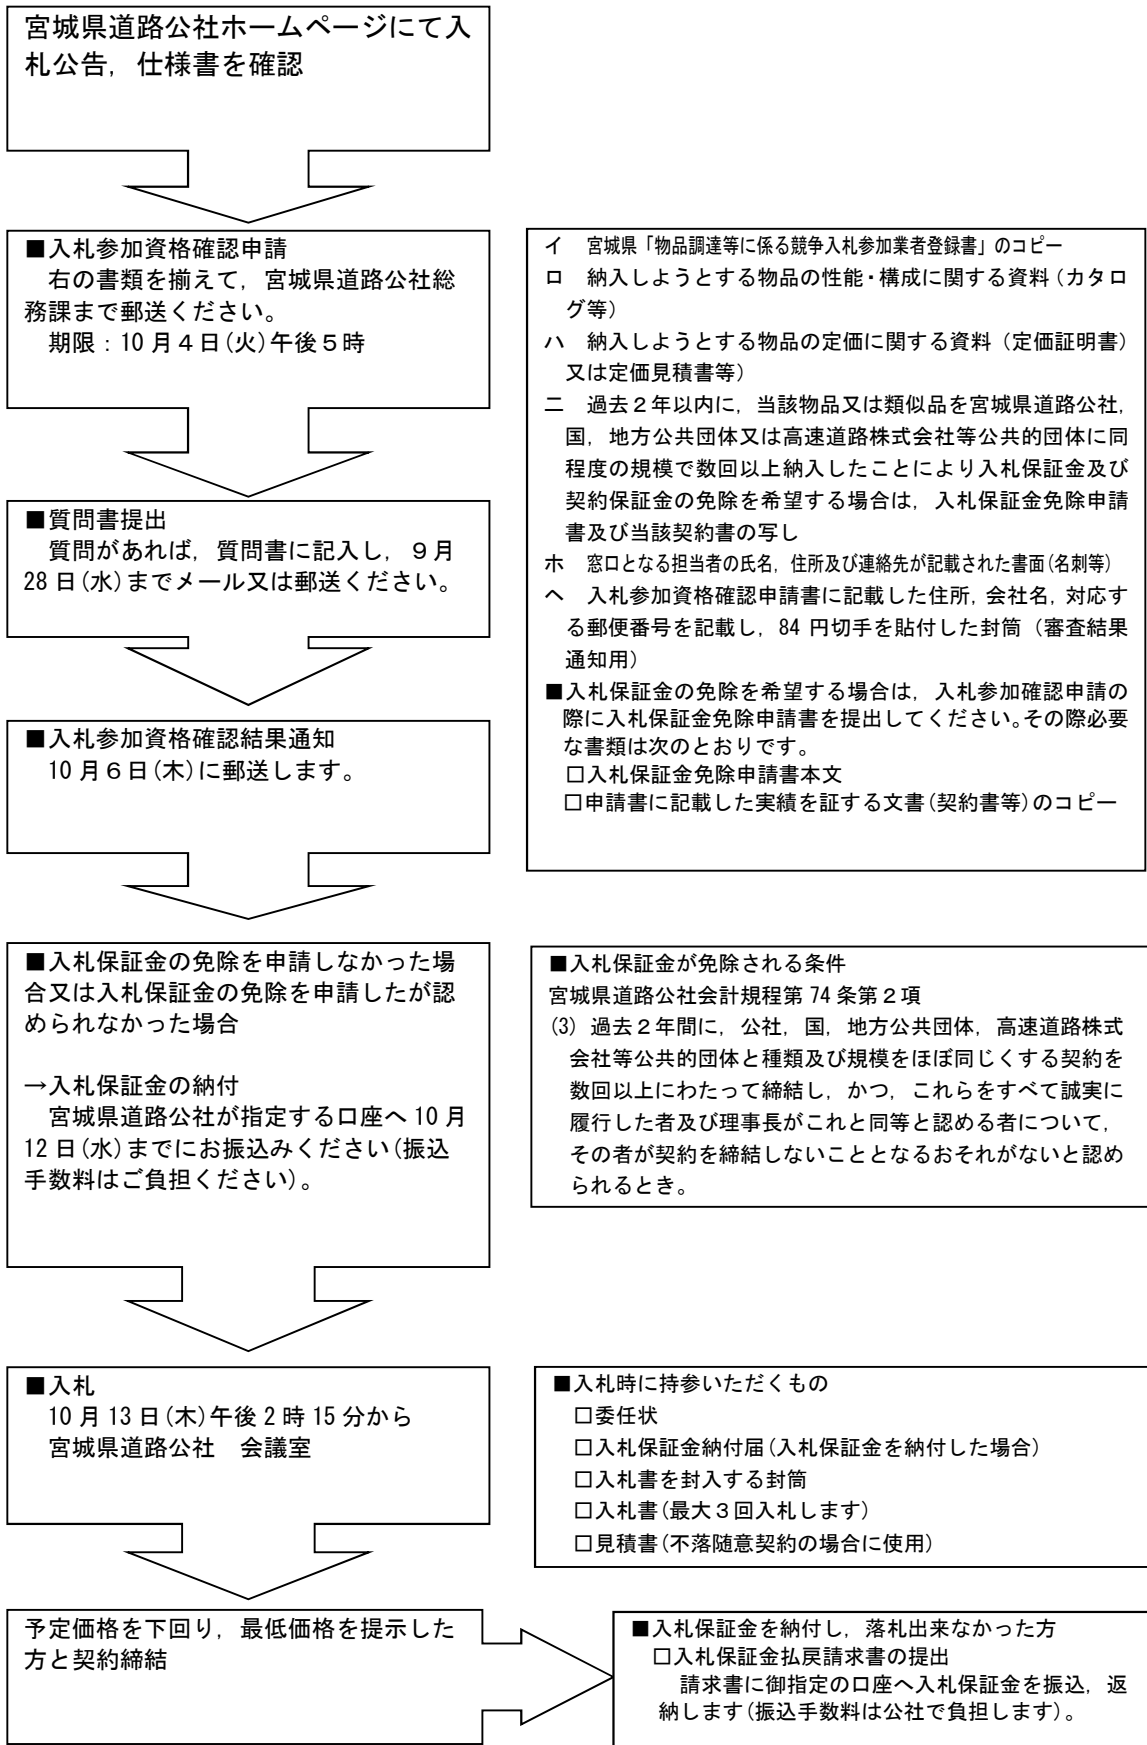 宮城県道路公社ホームページにて入
札公告，仕様書を確認
■入札参加資格確認申請
右の書類を揃えて，宮城県道路公社総
務課まで郵送ください。
期限：10月４日(火)午後５時
イ　宮城県「物品調達等に係る競争入札参加業者登録書」のコピー
ロ　納入しようとする物品の性能・構成に関する資料（カタロ
グ等）
ハ　納入しようとする物品の定価に関する資料（定価証明書）
又は定価見積書等）
二　過去２年以内に，当該物品又は類似品を宮城県道路公社，
国，地方公共団体又は高速道路株式会社等公共的団体に同
程度の規模で数回以上納入したことにより入札保証金及び
契約保証金の免除を希望する場合は，入札保証金免除申請
書及び当該契約書の写し
ホ　窓口となる担当者の氏名，住所及び連絡先が記載された書面(名刺等)
ヘ　入札参加資格確認申請書に記載した住所，会社名，対応す
る郵便番号を記載し，84円切手を貼付した封筒（審査結果
通知用）
■入札保証金の免除を希望する場合は，入札参加確認申請の
際に入札保証金免除申請書を提出してください。その際必要
な書類は次のとおりです。
□入札保証金免除申請書本文
□申請書に記載した実績を証する文書(契約書等)のコピー
■質問書提出
質問があれば，質問書に記入し，９月
28日(水)までメール又は郵送ください。
■入札参加資格確認結果通知
10月６日(木)に郵送します。
■入札保証金の免除を申請しなかった場
合又は入札保証金の免除を申請したが認
められなかった場合
→入札保証金の納付
宮城県道路公社が指定する口座へ10月
12日(水)までにお振込みください(振込
手数料はご負担ください)。
■入札保証金が免除される条件
宮城県道路公社会計規程第74条第２項
(3) 過去２年間に，公社，国，地方公共団体，高速道路株式
会社等公共的団体と種類及び規模をほぼ同じくする契約を
数回以上にわたって締結し，かつ，これらをすべて誠実に
履行した者及び理事長がこれと同等と認める者について，
その者が契約を締結しないこととなるおそれがないと認め
られるとき。
■入札
10月13日(木)午後2時15分から
宮城県道路公社　会議室
■入札時に持参いただくもの
□委任状
□入札保証金納付届(入札保証金を納付した場合)
□入札書を封入する封筒
□入札書(最大３回入札します)
□見積書(不落随意契約の場合に使用)
予定価格を下回り，最低価格を提示した
方と契約締結
■入札保証金を納付し，落札出来なかった方
□入札保証金払戻請求書の提出
請求書に御指定の口座へ入札保証金を振込，返
納します(振込手数料は公社で負担します)。